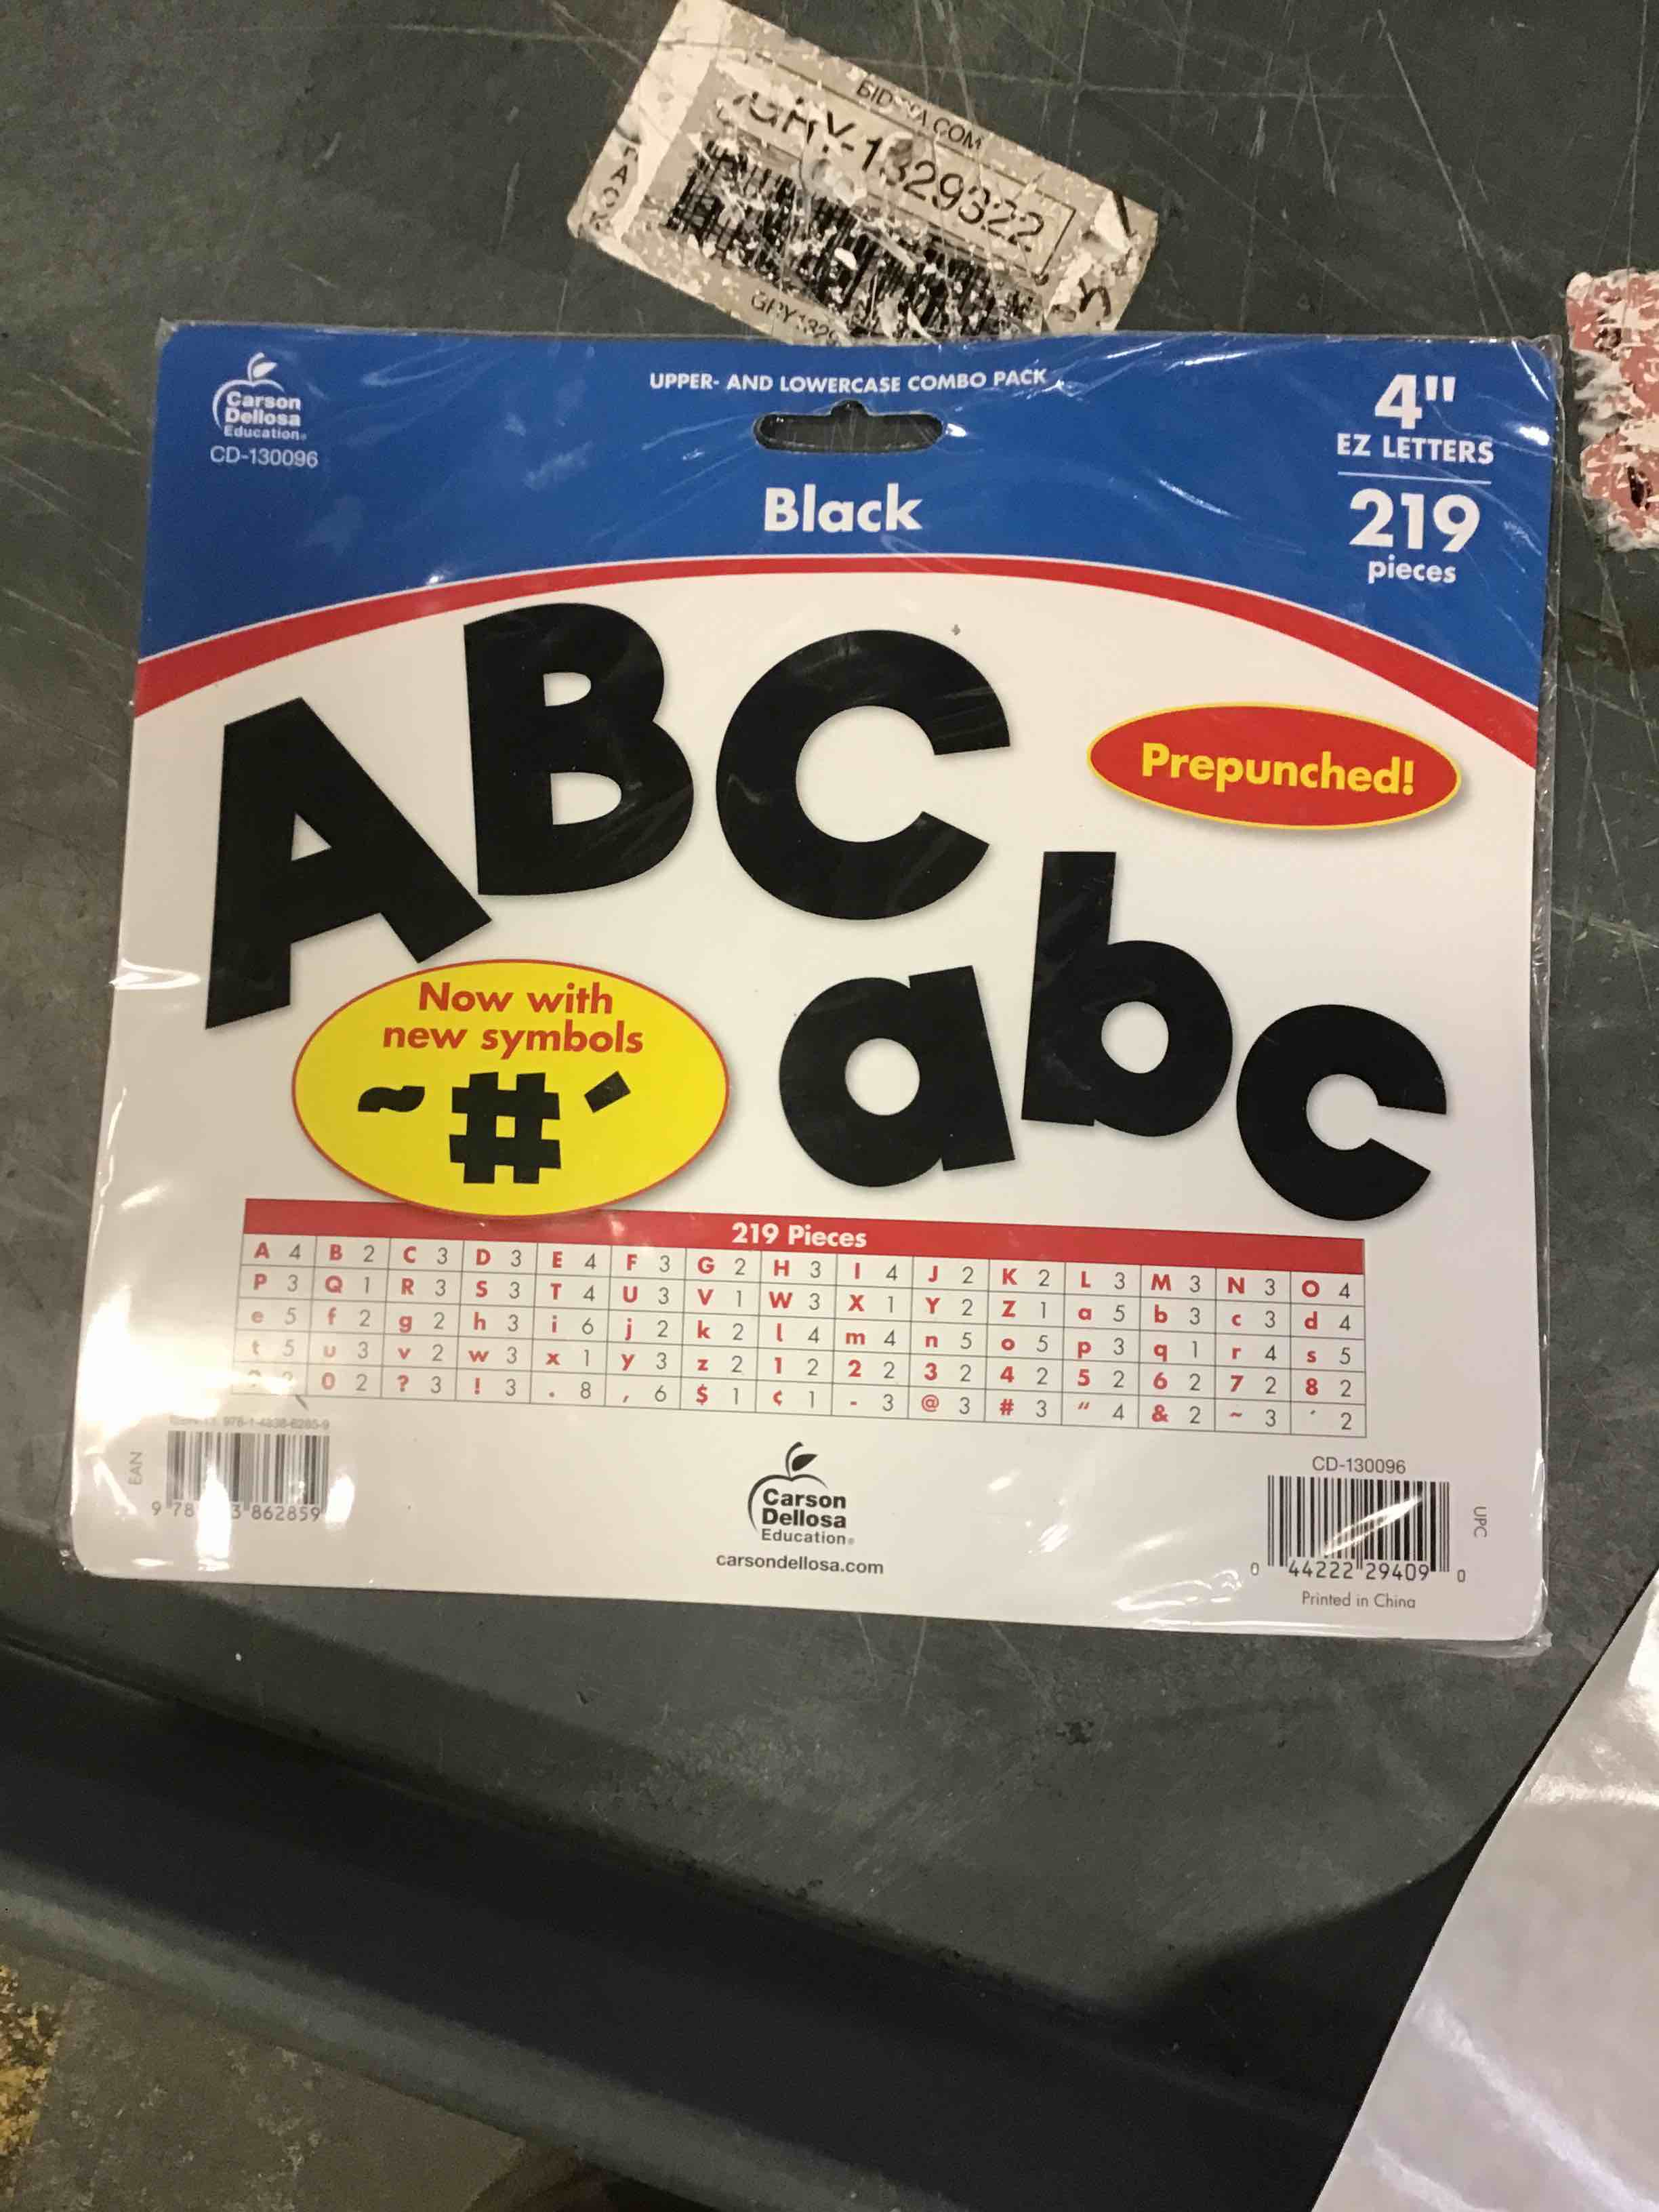 GRY-1329322
UPPER- AND LOWERCASE COMBO PACK
Carson
Dellosa
Education
CD-130096
Black
4"
EZ LETTERS
219
pieces
ABC
Prepunched!
abc
Now with
new symbols
~ # ´
219 Pieces
A 4 B 2 C 3 D 3 E 4 F 3 G 2 H 3 I 4 J 2 K 2 L 3 M 3 N 3 O 4
P 3 Q 1 R 3 S 3 T 4 U 3 V 1 W 3 X 1 Y 2 Z 1 a 5 b 3 c 3 d 4
e 5 f 2 g 2 h 3 i 6 j 2 k 2 l 4 m 4 n 5 o 5 p 3 q 1 r 4 s 5
t 5 u 3 v 2 w 3 x 1 y 3 z 2 1 2 2 2 3 2 4 2 5 2 6 2 7 2 8 2
0 2 ? 3 ! 3 . 8 , 6 $ 1 ¢ 1 - 3 @ 3 # 3 " 4 & 2 ~ 3 ´ 2
EAN
862859
Carson
Dellosa
Education
carsondellosa.com
CD-130096
UPC
0 44222 29409 0
Printed in China